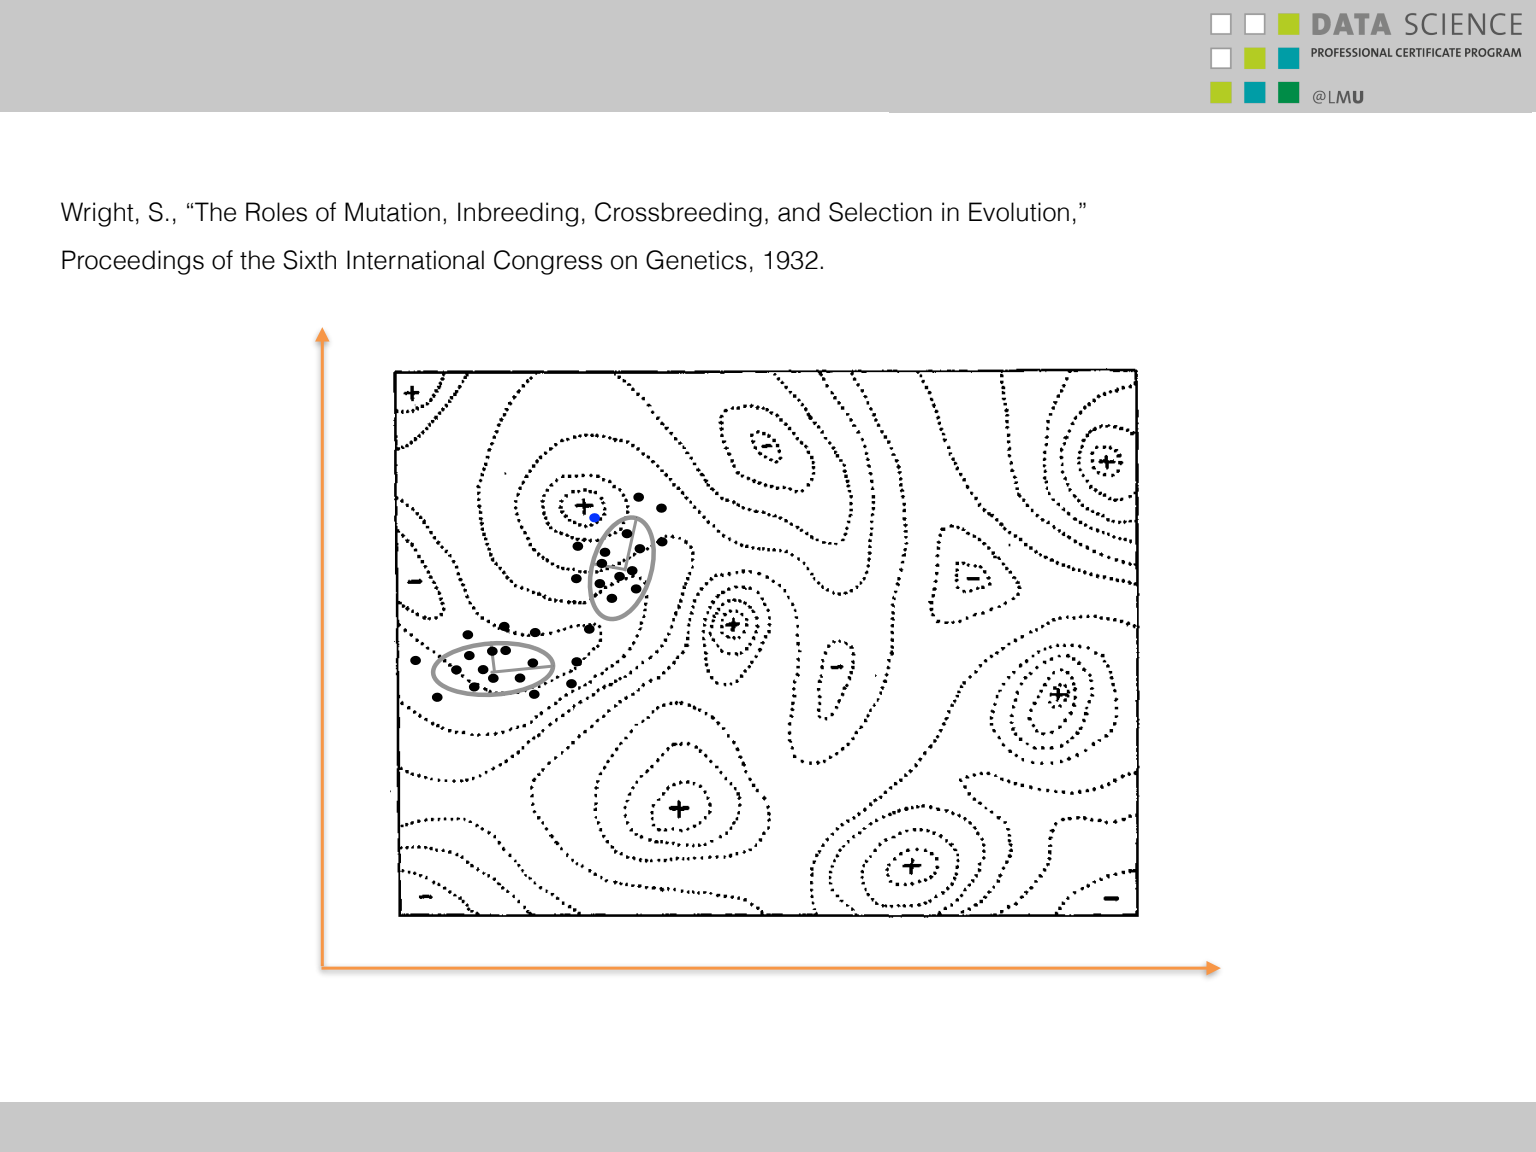 DATA SCIENCE
PROFESSIONAL CERTIFICATE PROGRAM
@LMU
Wright, S., “The Roles of Mutation, Inbreeding, Crossbreeding, and Selection in Evolution,”
Proceedings of the Sixth International Congress on Genetics, 1932.